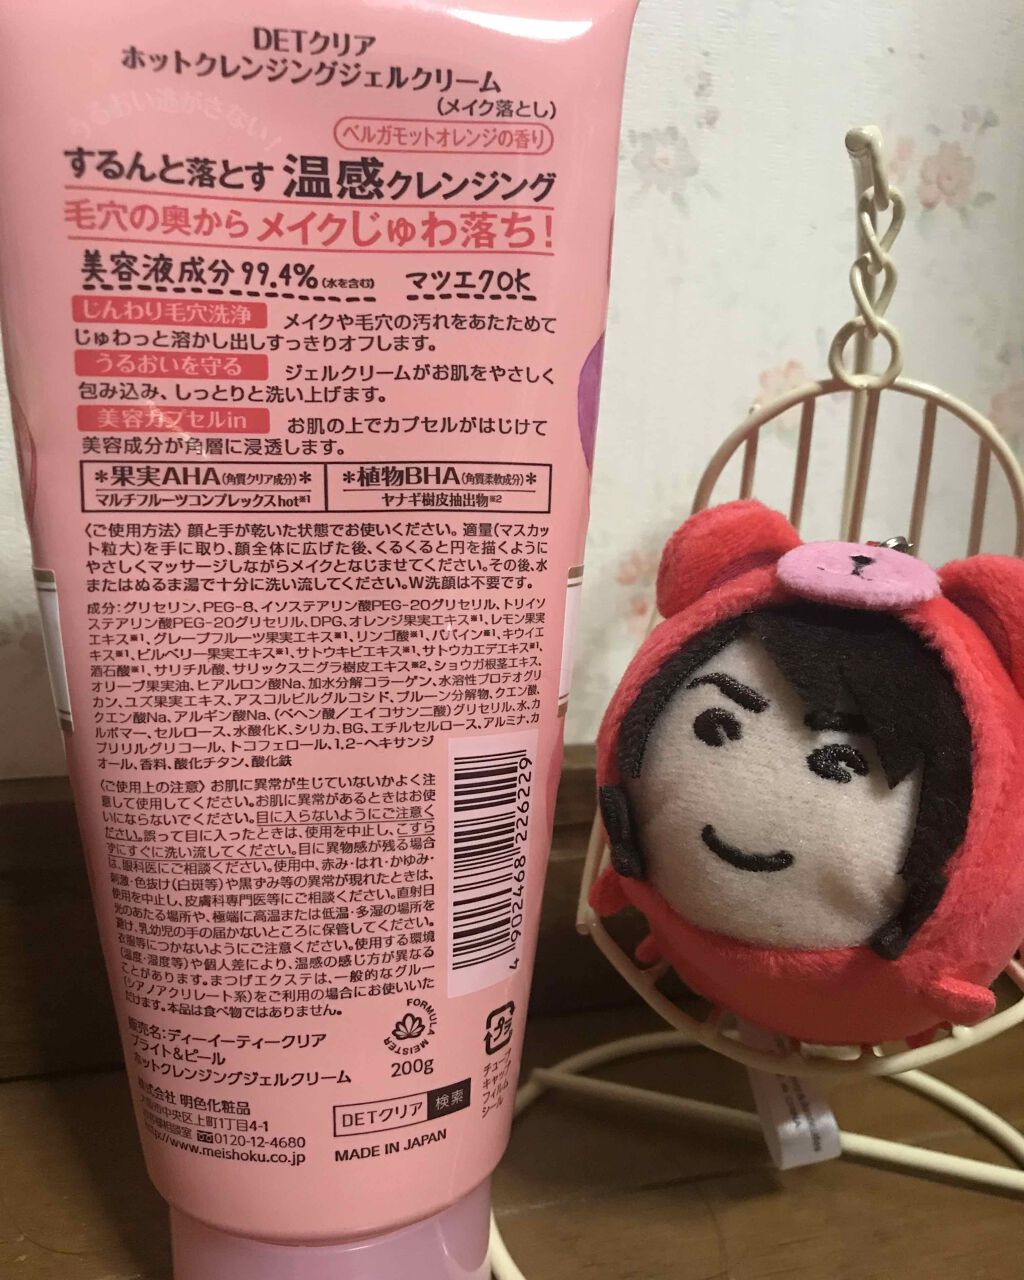 DETクリア
ホットクレンジングジェルクリーム
(メイク落とし)
うるおい逃がさない!
ベルガモットオレンジの香り
するんと落とす 温感クレンジング
毛穴の奥からメイクじゅわ落ち!
美容液成分99.4%(水を含む) マツエクOK
じんわり毛穴洗浄 メイクや毛穴の汚れをあたためて
じゅわっと溶かし出しすっきりオフします。
うるおいを守る ジェルクリームがお肌をやさしく
包み込み、しっとりと洗い上げます。
美容カプセルin お肌の上でカプセルがはじけて
美容成分が角層に浸透します。
*果実AHA(角質クリア成分)* *植物BHA(角質柔軟成分)*
マルチフルーツコンプレックスhot※1 ヤナギ樹皮抽出物※2
〈ご使用方法〉顔と手が乾いた状態でお使いください。適量(マスカッ
ト粒大)を手に取り、顔全体に広げた後、くるくると円を描くように
やさしくマッサージしながらメイクとなじませてください。その後、水
またはぬるま湯で十分に洗い流してください。W洗顔は不要です。
成分:グリセリン、PEG-8、イソステアリン酸PEG-20グリセリル、トリイソ
ステアリン酸PEG-20グリセリル、DPG、オレンジ果実エキス※1、レモン果実
エキス※1、グレープフルーツ果実エキス※1、リンゴ酸※1、パパイン※1、キウイエ
キス※1、ビルベリー果実エキス※1、サトウキビエキス※1、サトウカエデエキス※1、
酒石酸※1、サリチル酸、サリックスニグラ樹皮エキス※2、ショウガ根茎エキス、
オリーブ果実油、ヒアルロン酸Na、加水分解コラーゲン、水溶性プロテオグリ
カン、ユズ果実エキス、アスコルビルグルコシド、プルーン分解物、クエン酸、
クエン酸Na、アルギン酸Na、(ベヘン酸/エイコサン二酸)グリセリル、水、カ
ルボマー、セルロース、水酸化K、シリカ、BG、エチルセルロース、アルミナ、カ
プリリルグリコール、トコフェロール、1,2-ヘキサンジ
オール、香料、酸化チタン、酸化鉄
〈ご使用上の注意〉お肌に異常が生じていないかよく注
意して使用してください。お肌に異常があるときはお使
いにならないでください。目に入らないようにご注意く
ださい。誤って目に入ったときは、使用を中止し、こすら
ずにすぐに洗い流してください。目に異物感が残る場合
は、眼科医にご相談ください。使用中、赤み・はれ・かゆみ・
刺激・色抜け(白斑等)や黒ずみ等の異常が現れたときは、
使用を中止し、皮膚科専門医等にご相談ください。直射日
光のあたる場所や、極端に高温または低温・多湿の場所を
避け、乳幼児の手の届かないところに保管してください。
衣服等につかないようにご注意ください。使用する環境
(温度・湿度等)や個人差により、温感の感じ方が異なる
ことがあります。まつげエクステは、一般的なグルー
(シアノアクリレート系)をご利用の場合にお使いいた
だけます。本品は食べ物ではありません。
4 902468 226229
販売名:ディーイーティークリア
ブライト&ピール
ホットクレンジングジェルクリーム
FORMULA MEISTER
200g
プラ
チューブ
キャップ
フィルム
シール
株式会社 明色化粧品
大阪市中央区上町1丁目4-1
0120-12-4680
http://www.meishoku.co.jp
DETクリア 検索
MADE IN JAPAN